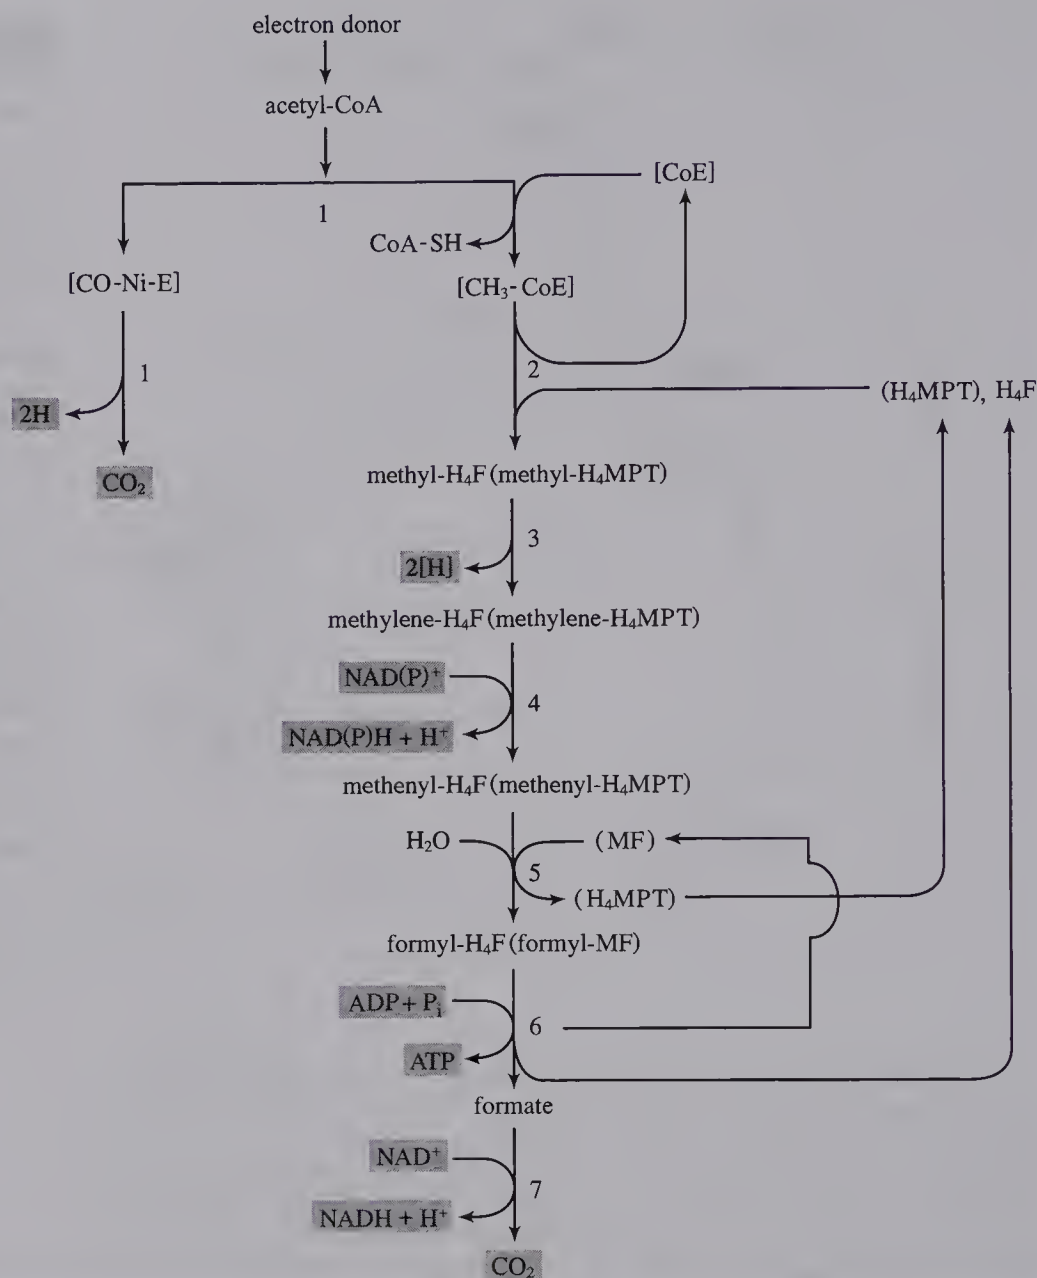 electron donor
acetyl-CoA
[CoE]
1
CoA-SH
[CO-Ni-E]
[CH₃-CoE]
1
2
2H
(H₄MPT), H₄F
CO₂
methyl-H₄F(methyl-H₄MPT)
3
2[H]
methylene-H₄F(methylene-H₄MPT)
NAD(P)⁺
4
NAD(P)H + H⁺
methenyl-H₄F(methenyl-H₄MPT)
H₂O
(MF)
5
(H₄MPT)
formyl-H₄F(formyl-MF)
ADP + Pᵢ
6
ATP
formate
NAD⁺
7
NADH + H⁺
CO₂